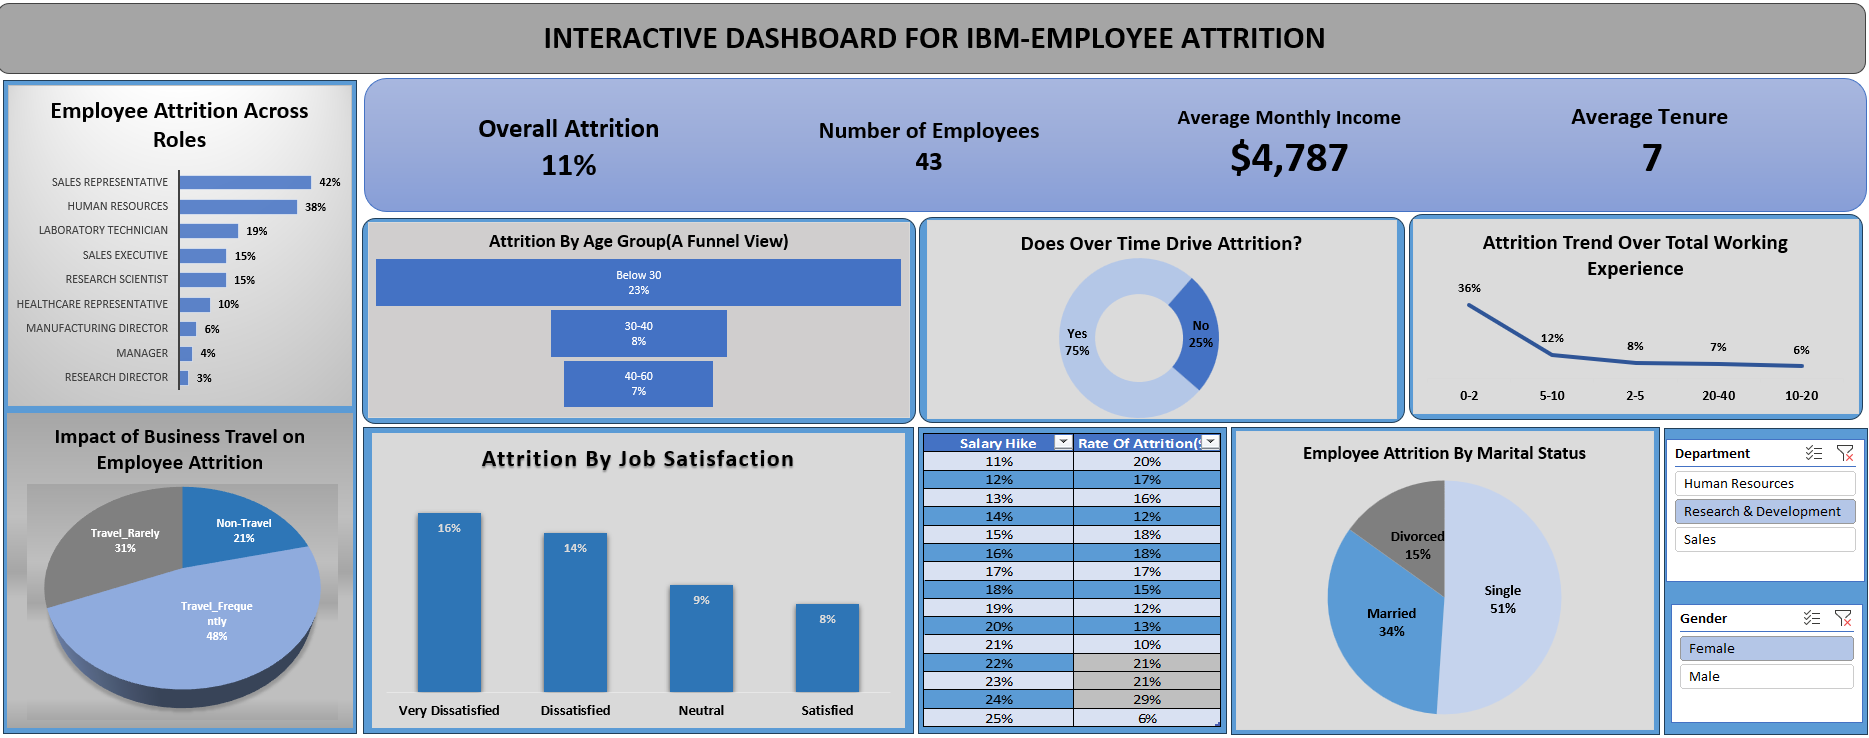 INTERACTIVE DASHBOARD FOR IBM-EMPLOYEE ATTRITION
Employee Attrition Across
Roles
SALES REPRESENTATIVE 42%
HUMAN RESOURCES 38%
LABORATORY TECHNICIAN 19%
SALES EXECUTIVE 15%
RESEARCH SCIENTIST 15%
HEALTHCARE REPRESENTATIVE 10%
MANUFACTURING DIRECTOR 6%
MANAGER 4%
RESEARCH DIRECTOR 3%
Overall Attrition
11%
Number of Employees
43
Average Monthly Income
$4,787
Average Tenure
7
Attrition By Age Group(A Funnel View)
Below 30
23%
30-40
8%
40-60
7%
Does Over Time Drive Attrition?
Yes
75%
No
25%
Attrition Trend Over Total Working
Experience
36%
12%
8%
7%
6%
0-2 5-10 2-5 20-40 10-20
Impact of Business Travel on
Employee Attrition
Travel_Rarely
31%
Non-Travel
21%
Travel_Freque
ntly
48%
Attrition By Job Satisfaction
16%
14%
9%
8%
Very Dissatisfied Dissatisfied Neutral Satisfied
Salary Hike Rate Of Attrition(
11% 20%
12% 17%
13% 16%
14% 12%
15% 18%
16% 18%
17% 17%
18% 15%
19% 12%
20% 13%
21% 10%
22% 21%
23% 21%
24% 29%
25% 6%
Employee Attrition By Marital Status
Divorced
15%
Single
51%
Married
34%
Department
Human Resources
Research & Development
Sales
Gender
Female
Male